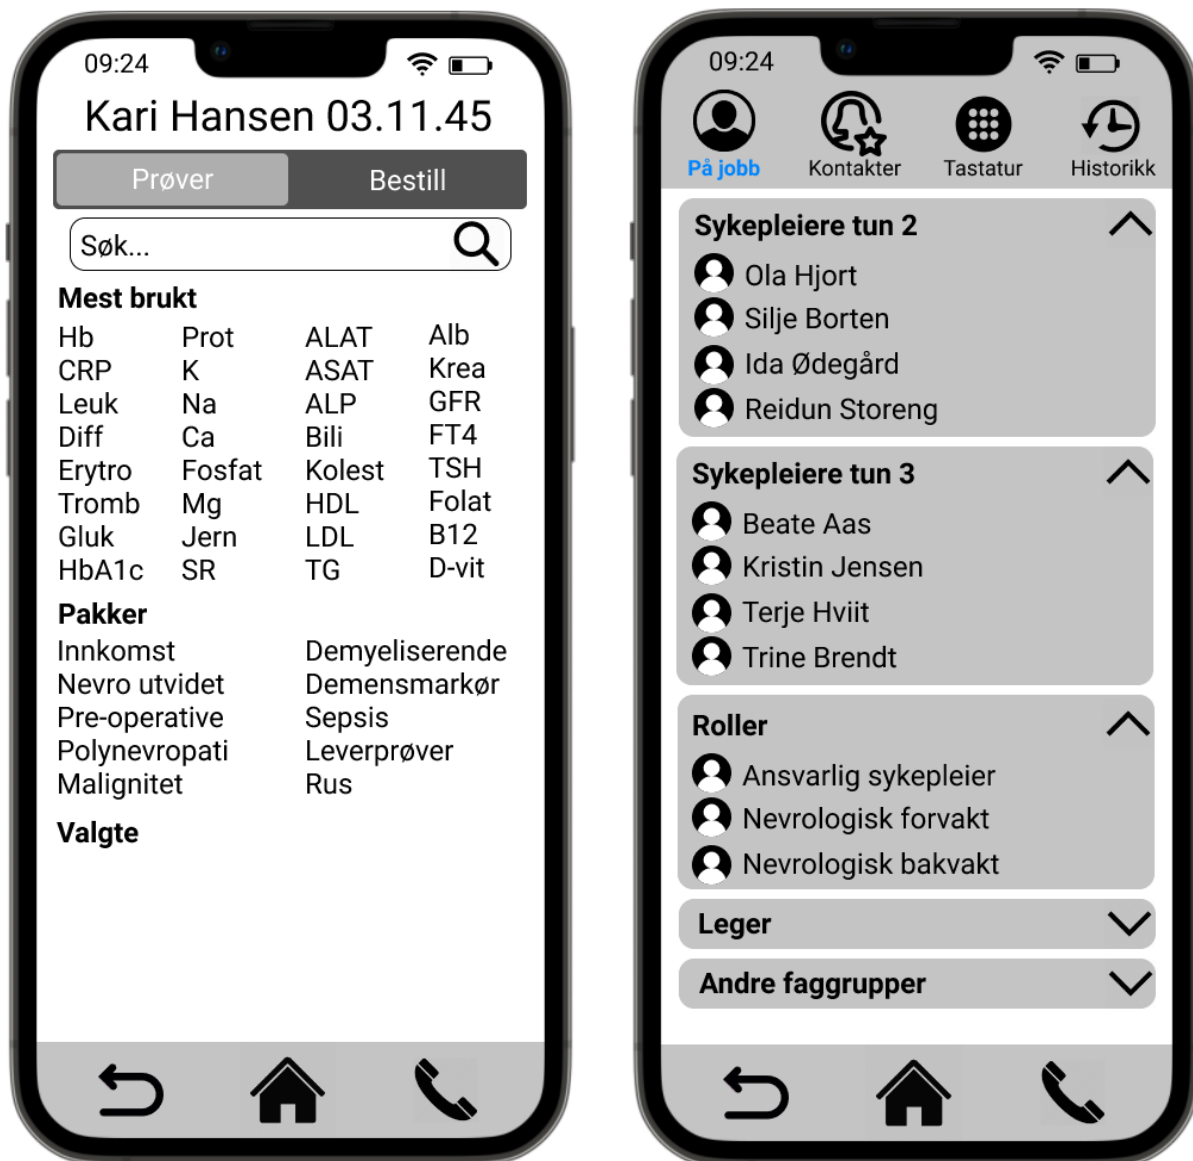 09:24
Kari Hansen 03.11.45
Prøver Bestill
Søk...
Mest brukt
Hb Prot ALAT Alb
CRP K ASAT Krea
Leuk Na ALP GFR
Diff Ca Bili FT4
Erytro Fosfat Kolest TSH
Tromb Mg HDL Folat
Gluk Jern LDL B12
HbA1c SR TG D-vit
Pakker
Innkomst Demyeliserende
Nevro utvidet Demensmarkør
Pre-operative Sepsis
Polynevropati Leverprøver
Malignitet Rus
Valgte
09:24
På jobb Kontakter Tastatur Historikk
Sykepleiere tun 2
Ola Hjort
Silje Borten
Ida Ødegård
Reidun Storeng
Sykepleiere tun 3
Beate Aas
Kristin Jensen
Terje Hviit
Trine Brendt
Roller
Ansvarlig sykepleier
Nevrologisk forvakt
Nevrologisk bakvakt
Leger
Andre faggrupper